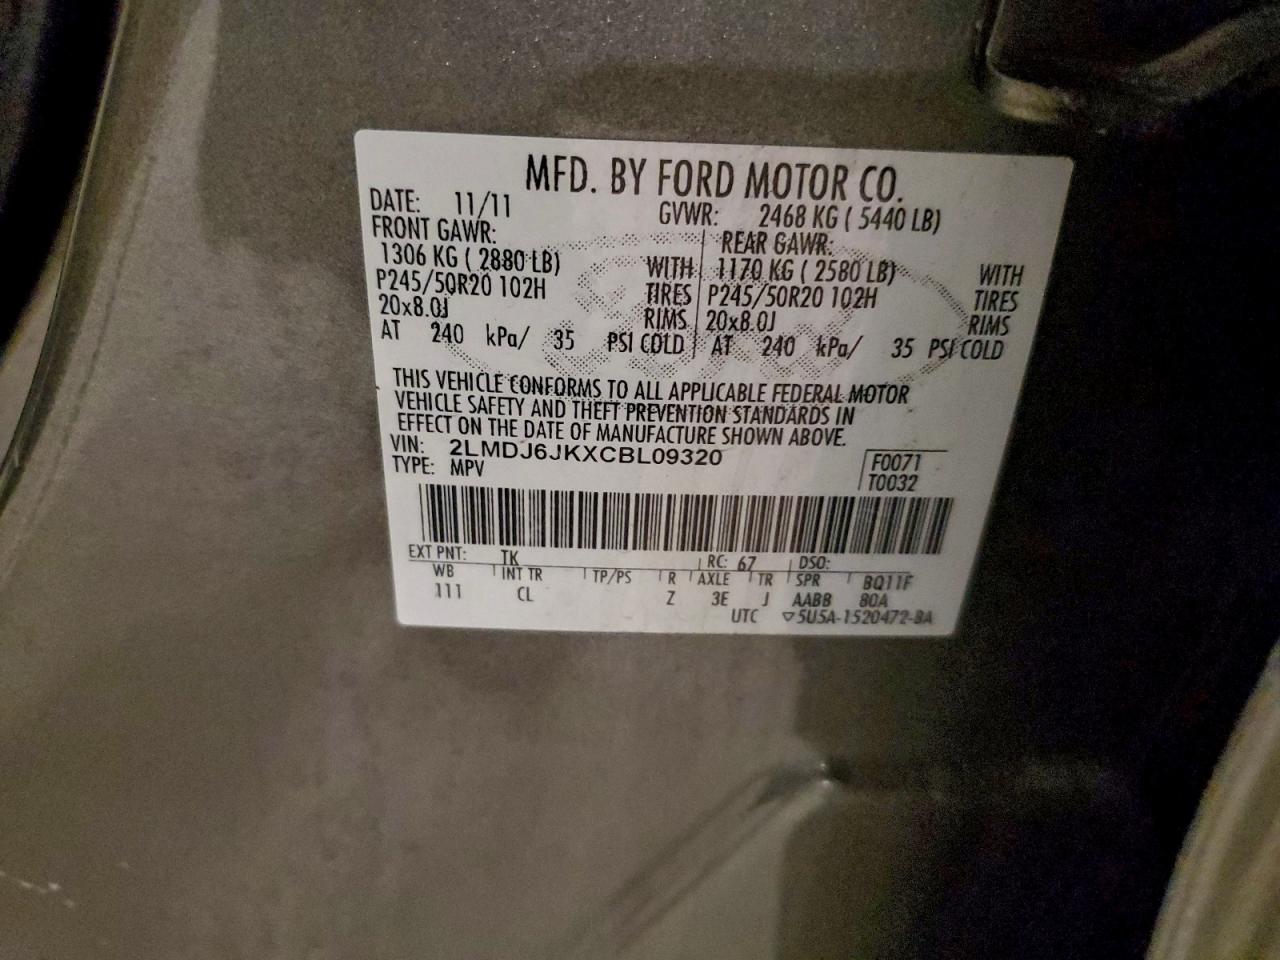 MFD. BY FORD MOTOR CO.
DATE: 11/11 GVWR: 2468 KG ( 5440 LB)
FRONT GAWR: REAR GAWR:
1306 KG ( 2880 LB) WITH 1170 KG ( 2580 LB) WITH
P245/50R20 102H TIRES P245/50R20 102H TIRES
20x8.0J RIMS 20x8.0J RIMS
AT 240 kPa/ 35 PSI COLD AT 240 kPa/ 35 PSI COLD
THIS VEHICLE CONFORMS TO ALL APPLICABLE FEDERAL MOTOR
VEHICLE SAFETY AND THEFT PREVENTION STANDARDS IN
EFFECT ON THE DATE OF MANUFACTURE SHOWN ABOVE.
VIN: 2LMDJ6JKXCBL09320 F0071
TYPE: MPV T0032
EXT PNT: TK RC: 67 DSO:
WB INT TR TP/PS R AXLE TR SPR BQ11F
111 CL Z 3E J AABB 80A
UTC ▽5U5A-1520472-BA